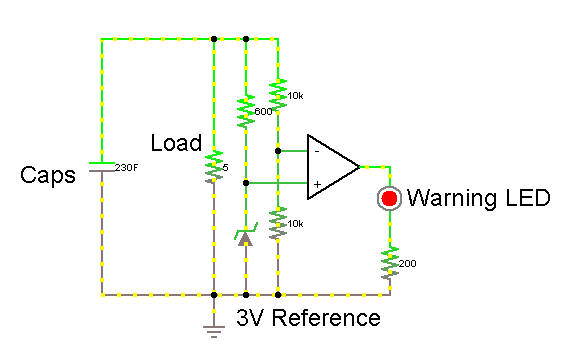 10k
600
Load
5
-
Caps
230F
+
Warning LED
10k
200
3V Reference